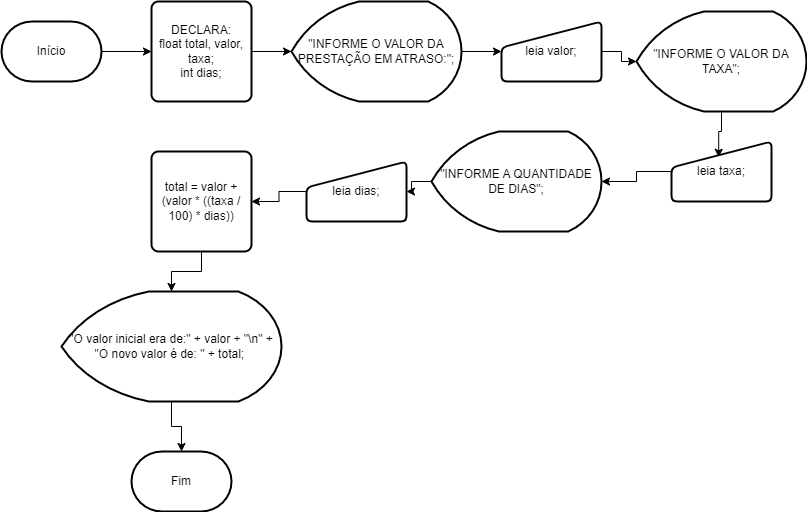 Início
DECLARA:
float total, valor,
taxa;
int dias;
"INFORME O VALOR DA
PRESTAÇÃO EM ATRASO:";
leia valor;
"INFORME O VALOR DA
TAXA";
leia taxa;
"INFORME A QUANTIDADE
DE DIAS";
leia dias;
total = valor +
(valor * ((taxa /
100) * dias))
"O valor inicial era de:" + valor + "\n" +
"O novo valor é de: " + total;
Fim